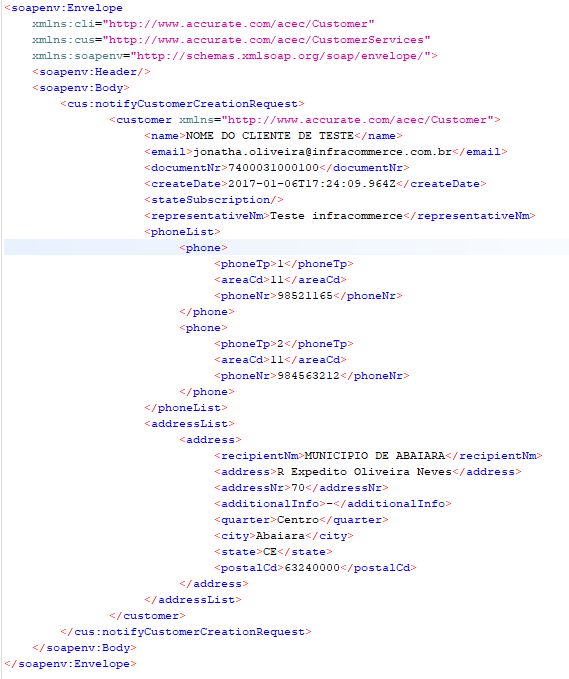 <soapenv:Envelope
xmlns:cli="http://www.accurate.com/acec/Customer"
xmlns:cus="http://www.accurate.com/acec/CustomerServices"
xmlns:soapenv="http://schemas.xmlsoap.org/soap/envelope/">
<soapenv:Header/>
<soapenv:Body>
<cus:notifyCustomerCreationRequest>
<customer xmlns="http://www.accurate.com/acec/Customer">
<name>NOME DO CLIENTE DE TESTE</name>
<email>jonatha.oliveira@infracommerce.com.br</email>
<documentNr>7400031000100</documentNr>
<createDate>2017-01-06T17:24:09.964Z</createDate>
<stateSubscription/>
<representativeNm>Teste infracommerce</representativeNm>
<phoneList>
<phone>
<phoneTp>1</phoneTp>
<areaCd>11</areaCd>
<phoneNr>98521165</phoneNr>
</phone>
<phone>
<phoneTp>2</phoneTp>
<areaCd>11</areaCd>
<phoneNr>984563212</phoneNr>
</phone>
</phoneList>
<addressList>
<address>
<recipientNm>MUNICIPIO DE ABAIARA</recipientNm>
<address>R Expedito Oliveira Neves</address>
<addressNr>70</addressNr>
<additionalInfo>-</additionalInfo>
<quarter>Centro</quarter>
<city>Abaiara</city>
<state>CE</state>
<postalCd>63240000</postalCd>
</address>
</addressList>
</customer>
</cus:notifyCustomerCreationRequest>
</soapenv:Body>
</soapenv:Envelope>